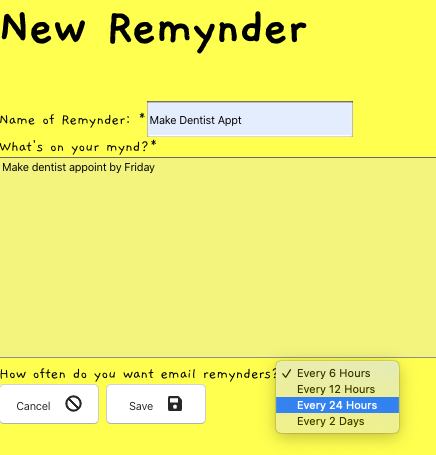 New Remynder
Name of Remynder: * Make Dentist Appt
What's on your mynd?*
Make dentist appoint by Friday
How often do you want email remynders?
✓ Every 6 Hours
Every 12 Hours
Every 24 Hours
Every 2 Days
Cancel
Save